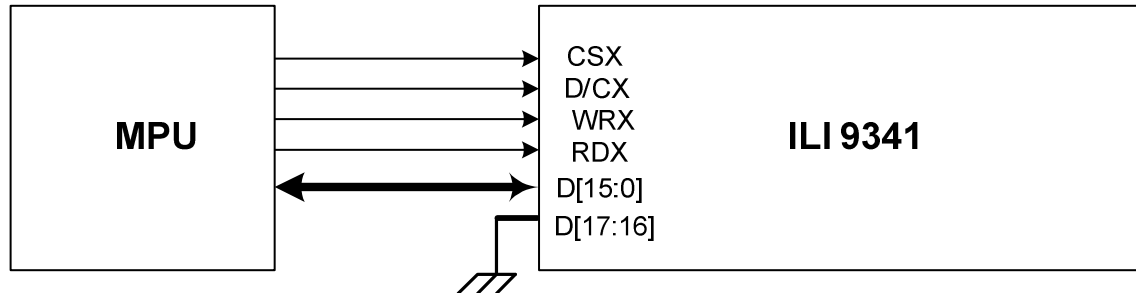 MPU
CSX
D/CX
WRX
RDX
D[15:0]
D[17:16]
ILI 9341